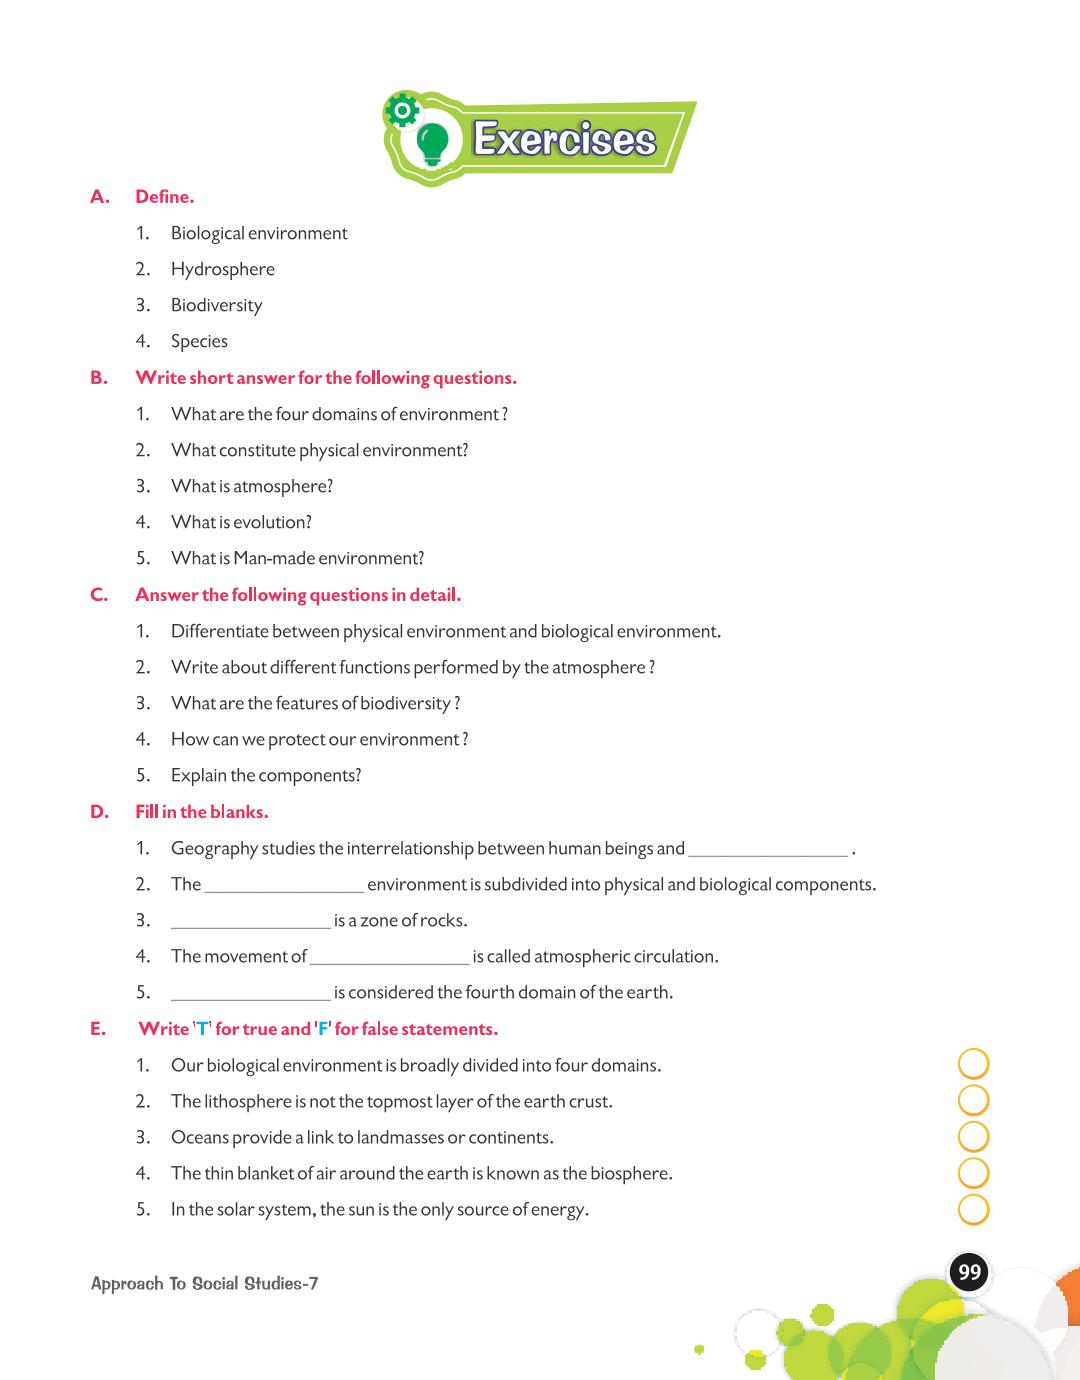 Exercises
A. Define.
1. Biological environment
2. Hydrosphere
3. Biodiversity
4. Species
B. Write short answer for the following questions.
1. What are the four domains of environment ?
2. What constitute physical environment?
3. What is atmosphere?
4. What is evolution?
5. What is Man-made environment?
C. Answer the following questions in detail.
1. Differentiate between physical environment and biological environment.
2. Write about different functions performed by the atmosphere ?
3. What are the features of biodiversity ?
4. How can we protect our environment ?
5. Explain the components?
D. Fill in the blanks.
1. Geography studies the interrelationship between human beings and ________________ .
2. The ________________ environment is subdivided into physical and biological components.
3. ________________ is a zone of rocks.
4. The movement of ________________ is called atmospheric circulation.
5. ________________ is considered the fourth domain of the earth.
E. Write 'T' for true and 'F' for false statements.
1. Our biological environment is broadly divided into four domains.
2. The lithosphere is not the topmost layer of the earth crust.
3. Oceans provide a link to landmasses or continents.
4. The thin blanket of air around the earth is known as the biosphere.
5. In the solar system, the sun is the only source of energy.
Approach To Social Studies-7
99